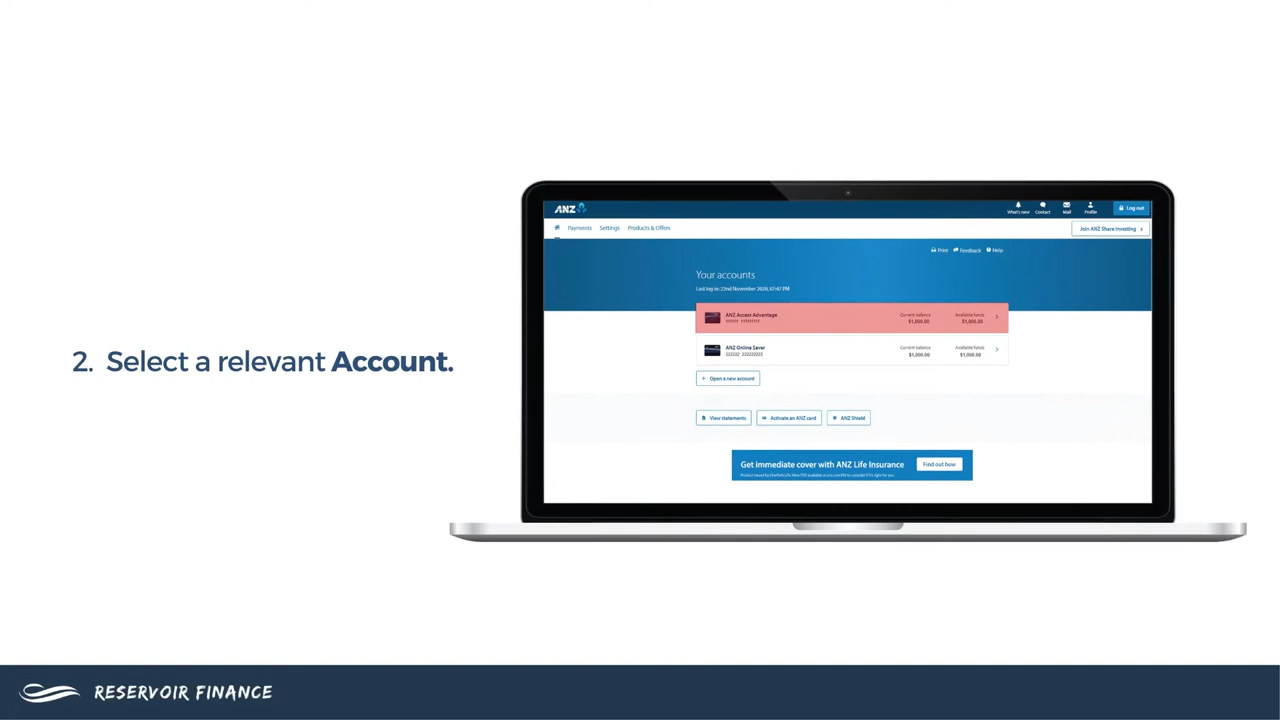 2. Select a relevant Account.
ANZ
What's new
Contact
Mail
Profile
Log out
Payments
Settings
Products & Offers
Join ANZ Share Investing
Print
Feedback
Help
Your accounts
Last log in: 22nd November 2020, 07:47 PM
ANZ Access Advantage
Current balance
$1,000.00
Available funds
$1,000.00
ANZ Online Saver
222222 222222222
Current balance
$1,000.00
Available funds
$1,000.00
+ Open a new account
View statements
Activate an ANZ card
ANZ Shield
Get immediate cover with ANZ Life Insurance
Find out how
RESERVOIR FINANCE